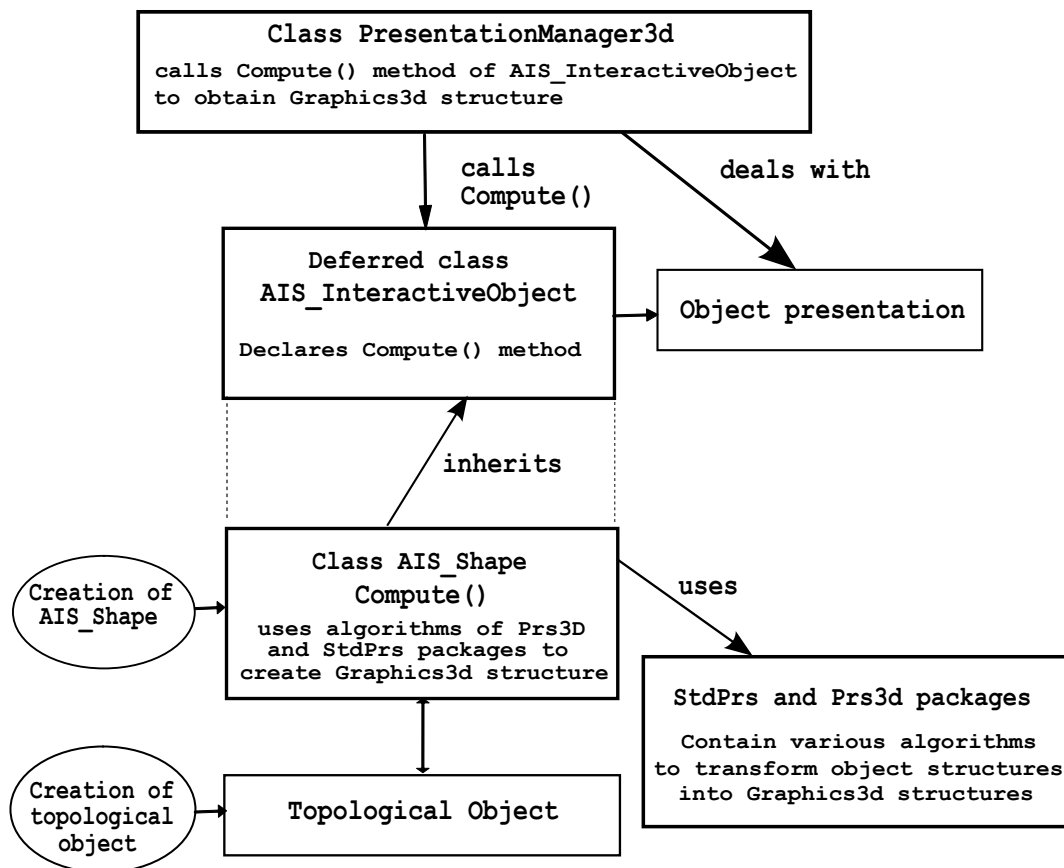 Class PresentationManager3d
calls Compute() method of AIS_InteractiveObject
to obtain Graphics3d structure
calls
Compute()
deals with
Deferred class
AIS_InteractiveObject
Declares Compute() method
Object presentation
inherits
Creation of
AIS_Shape
Class AIS_Shape
Compute()
uses algorithms of Prs3D
and StdPrs packages to
create Graphics3d structure
uses
StdPrs and Prs3d packages
Contain various algorithms
to transform object structures
into Graphics3d structures
Creation of
topological
object
Topological Object